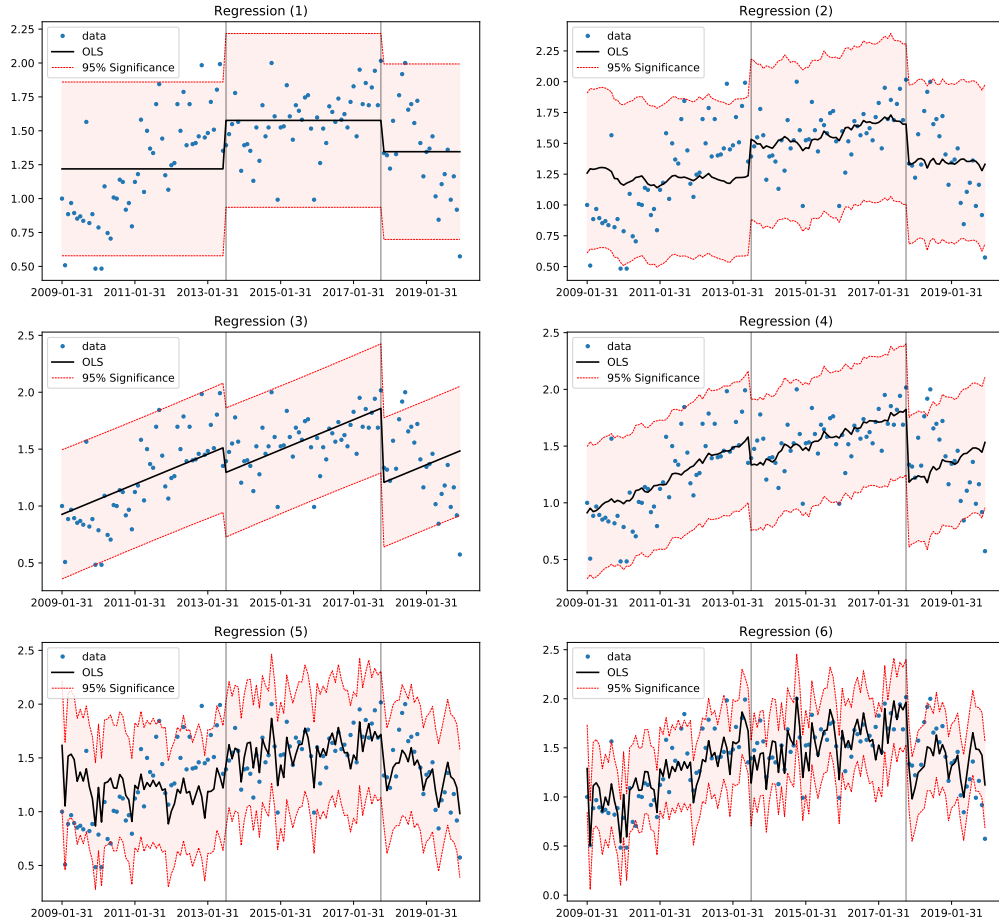 Regression (1)
2.25
2.00
1.75
1.50
1.25
1.00
0.75
0.50
data
OLS
95% Significance
2009-01-31 2011-01-31 2013-01-31 2015-01-31 2017-01-31 2019-01-31
Regression (2)
2.25
2.00
1.75
1.50
1.25
1.00
0.75
0.50
data
OLS
95% Significance
2009-01-31 2011-01-31 2013-01-31 2015-01-31 2017-01-31 2019-01-31
Regression (3)
2.5
2.0
1.5
1.0
0.5
data
OLS
95% Significance
2009-01-31 2011-01-31 2013-01-31 2015-01-31 2017-01-31 2019-01-31
Regression (4)
2.5
2.0
1.5
1.0
0.5
data
OLS
95% Significance
2009-01-31 2011-01-31 2013-01-31 2015-01-31 2017-01-31 2019-01-31
Regression (5)
2.5
2.0
1.5
1.0
0.5
data
OLS
95% Significance
2009-01-31 2011-01-31 2013-01-31 2015-01-31 2017-01-31 2019-01-31
Regression (6)
2.5
2.0
1.5
1.0
0.5
0.0
data
OLS
95% Significance
2009-01-31 2011-01-31 2013-01-31 2015-01-31 2017-01-31 2019-01-31